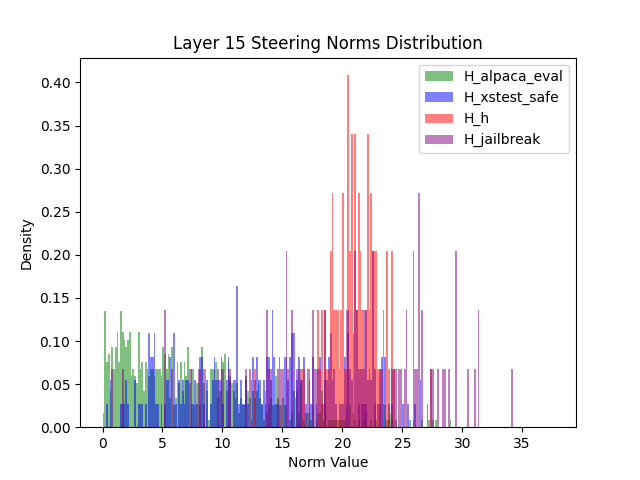 Layer 15 Steering Norms Distribution
H_alpaca_eval
H_xstest_safe
H_h
H_jailbreak
0.40
0.35
0.30
0.25
0.20
0.15
0.10
0.05
0.00
Density
0 5 10 15 20 25 30 35
Norm Value